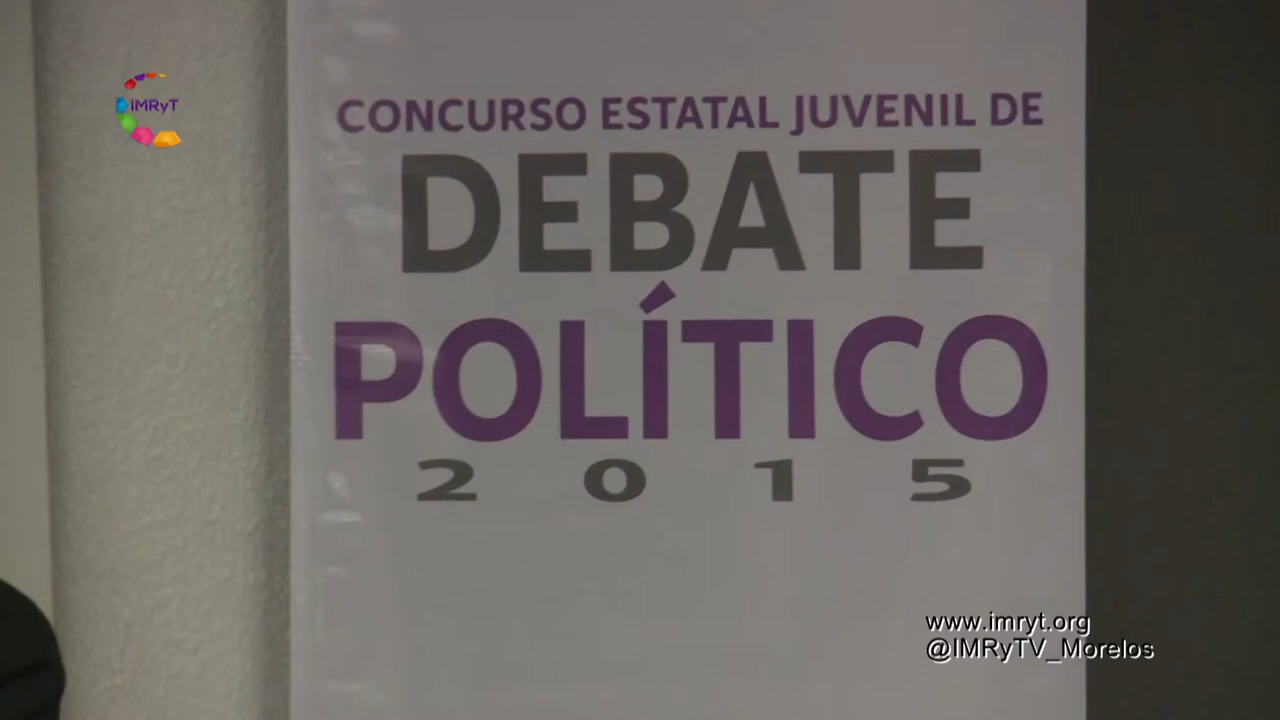 IMRyT
CONCURSO ESTATAL JUVENIL DE
DEBATE
POLÍTICO
2015
www.imryt.org
@IMRyTV_Morelos